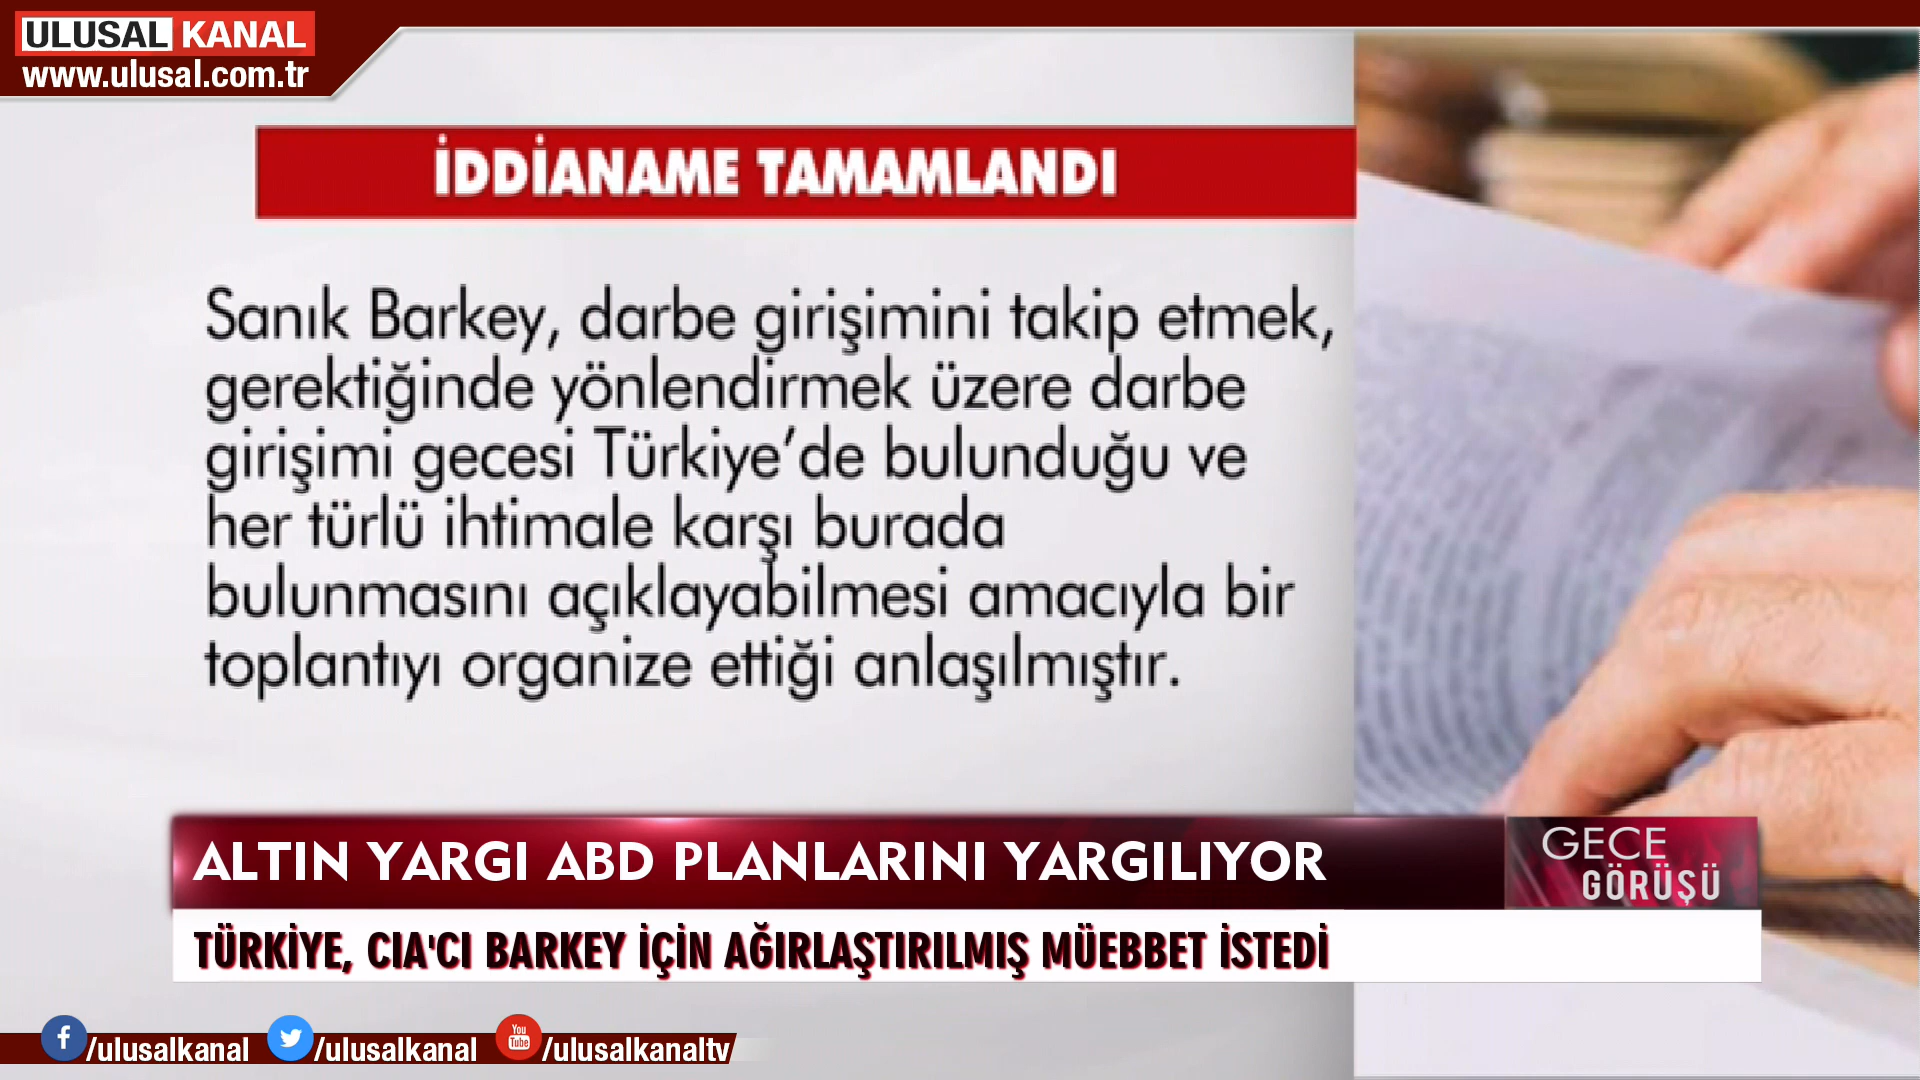 ULUSAL KANAL
www.ulusal.com.tr
İDDİANAME TAMAMLANDI
Sanık Barkey, darbe girişimini takip etmek,
gerektiğinde yönlendirmek üzere darbe
girişimi gecesi Türkiye’de bulunduğu ve
her türlü ihtimale karşı burada
bulunmasını açıklayabilmesi amacıyla bir
toplantıyı organize ettiği anlaşılmıştır.
ALTIN YARGI ABD PLANLARINI YARGILIYOR
GECE
GÖRÜŞÜ
TÜRKİYE, CIA'CI BARKEY İÇİN AĞIRLAŞTIRILMIŞ MÜEBBET İSTEDİ
/ulusalkanal /ulusalkanal You Tube /ulusalkanaltv